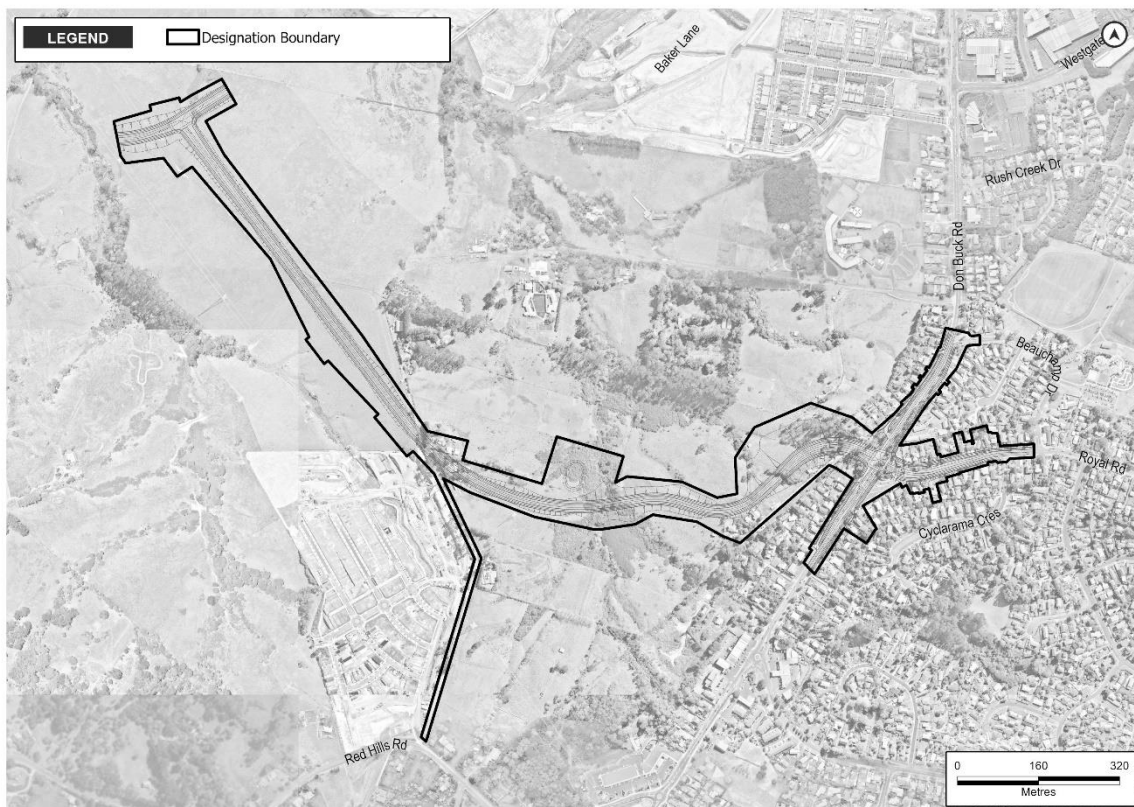 LEGEND
Designation Boundary
Baker Lane
Westgate
Rush Creek Dr
Don Buck Rd
Beauchamp Dr
Royal Rd
Cyclarama Cres
Red Hills Rd
0 160 320
Metres